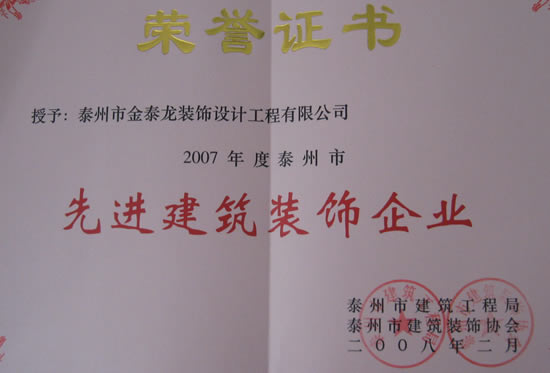 荣誉证书
授予：泰州市金泰龙装饰设计工程有限公司
2007年度泰州市
先进建筑装饰企业
泰州市建筑工程局
泰州市建筑装饰协会
二〇〇八年二月